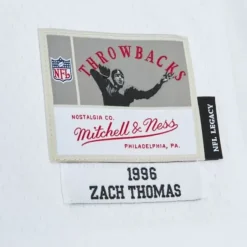 THROWBACKS
NFL
NOSTALGIA CO.
Mitchell & Ness
PHILADELPHIA, PA.
NFL LEGACY
1996
ZACH THOMAS